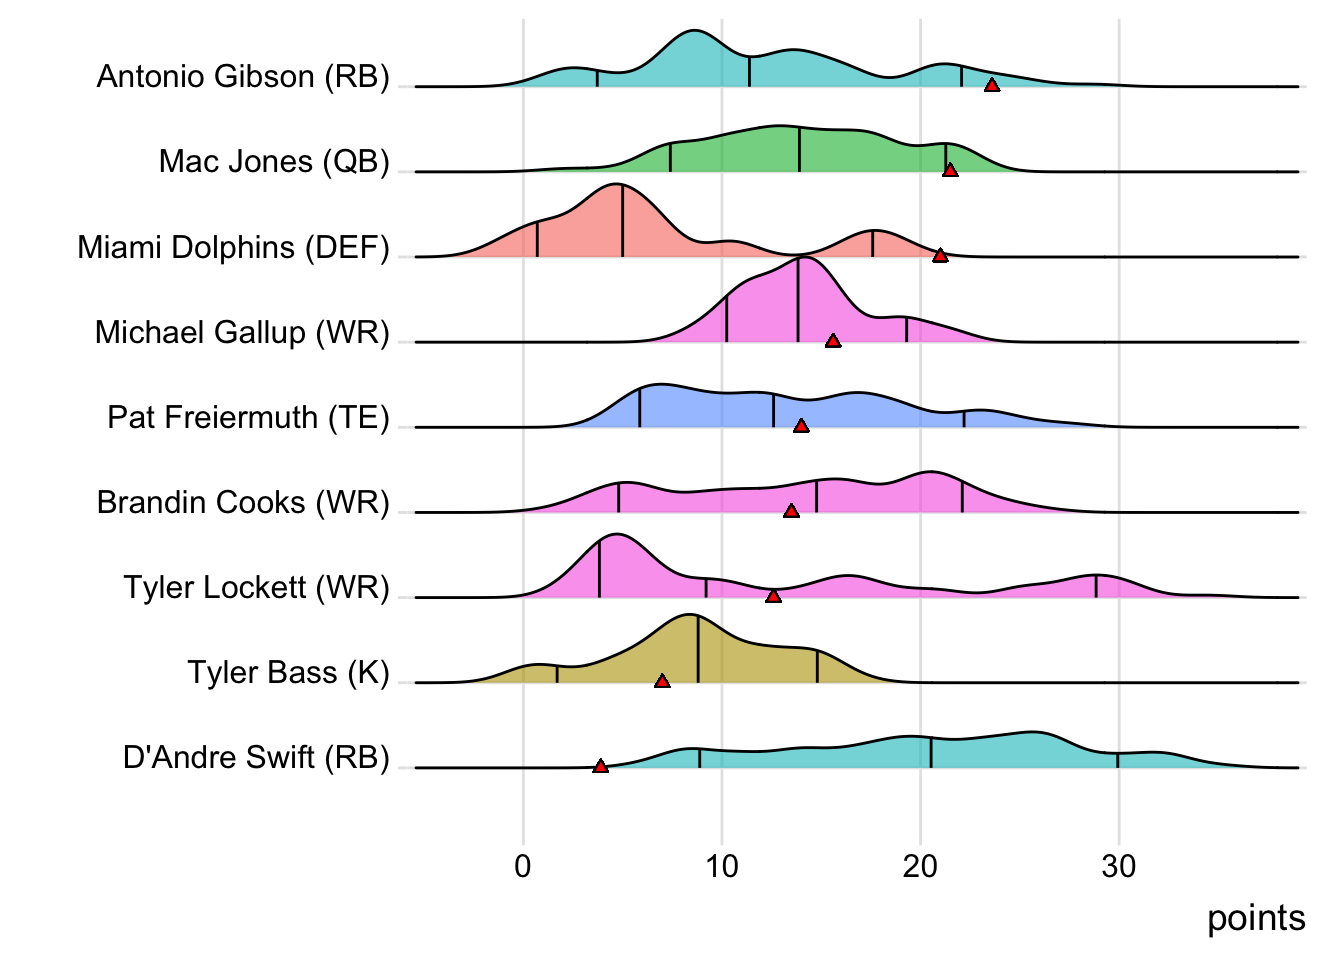 Antonio Gibson (RB)
Mac Jones (QB)
Miami Dolphins (DEF)
Michael Gallup (WR)
Pat Freiermuth (TE)
Brandin Cooks (WR)
Tyler Lockett (WR)
Tyler Bass (K)
D'Andre Swift (RB)
0 10 20 30
points